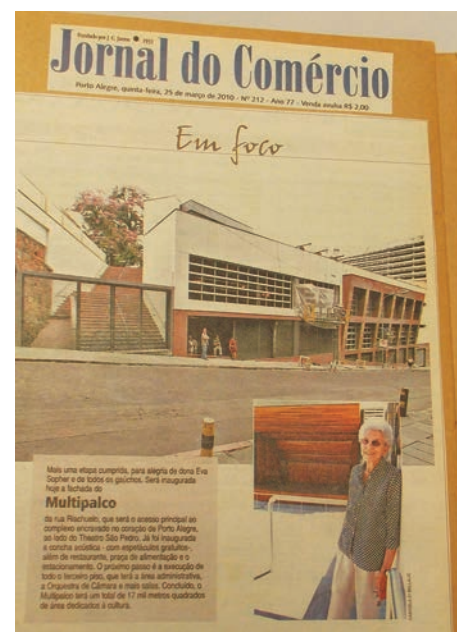 Fundado por J. C. Jarros 1933
Jornal do Comércio
Porto Alegre, quinta-feira, 25 de março de 2010 - Nº 212 - Ano 77 - Venda avulsa R$ 2,00
Em foco
Mais uma etapa cumprida, para alegria de dona Eva
Sopher e de todos os gaúchos. Será inaugurada
hoje a fachada do
Multipalco
da rua Riachuelo, que será o acesso principal ao
complexo encravado no coração de Porto Alegre,
ao lado do Theatro São Pedro. Já foi inaugurada
a concha acústica - com espetáculos gratuitos-,
além de restaurante, praça de alimentação e o
estacionamento. O próximo passo é a execução de
todo o terceiro piso, que terá a área administrativa,
a Orquestra de Câmara e mais salas. Concluído, o
Multipalco terá um total de 17 mil metros quadrados
de área dedicados à cultura.